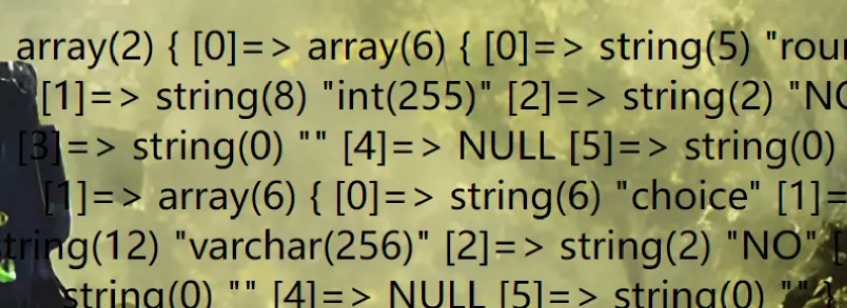 array(2) { [0]=> array(6) { [0]=> string(5) "roun
[1]=> string(8) "int(255)" [2]=> string(2) "NO
[3]=> string(0) "" [4]=> NULL [5]=> string(0)
[1]=> array(6) { [0]=> string(6) "choice" [1]=
string(12) "varchar(256)" [2]=> string(2) "NO" [
string(0) "" [4]=> NULL [5]=> string(0) "" }